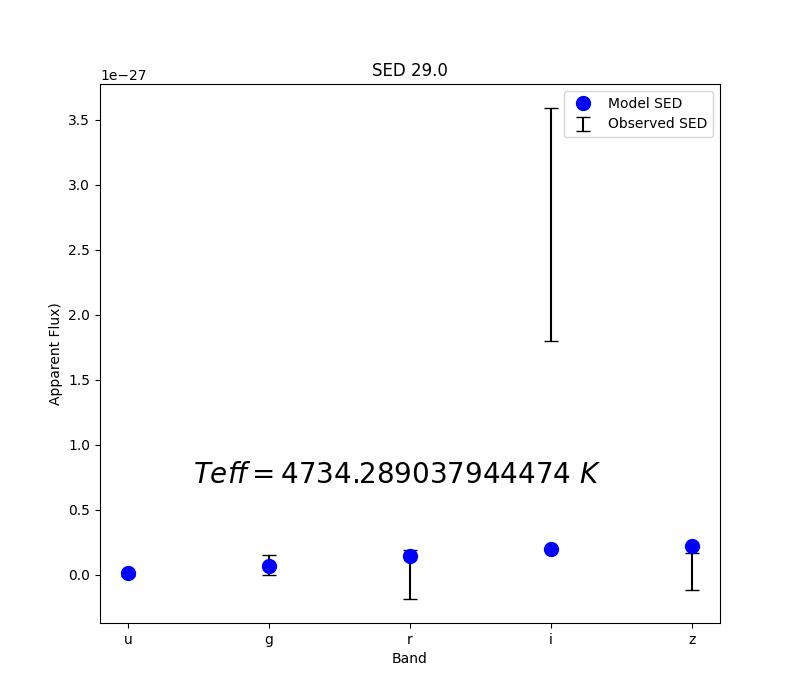 SED 29.0
1e−27
Model SED
Observed SED
3.5
3.0
2.5
2.0
1.5
1.0
0.5
0.0
Apparent Flux)
Teff = 4734.289037944474 K
u g r i z
Band